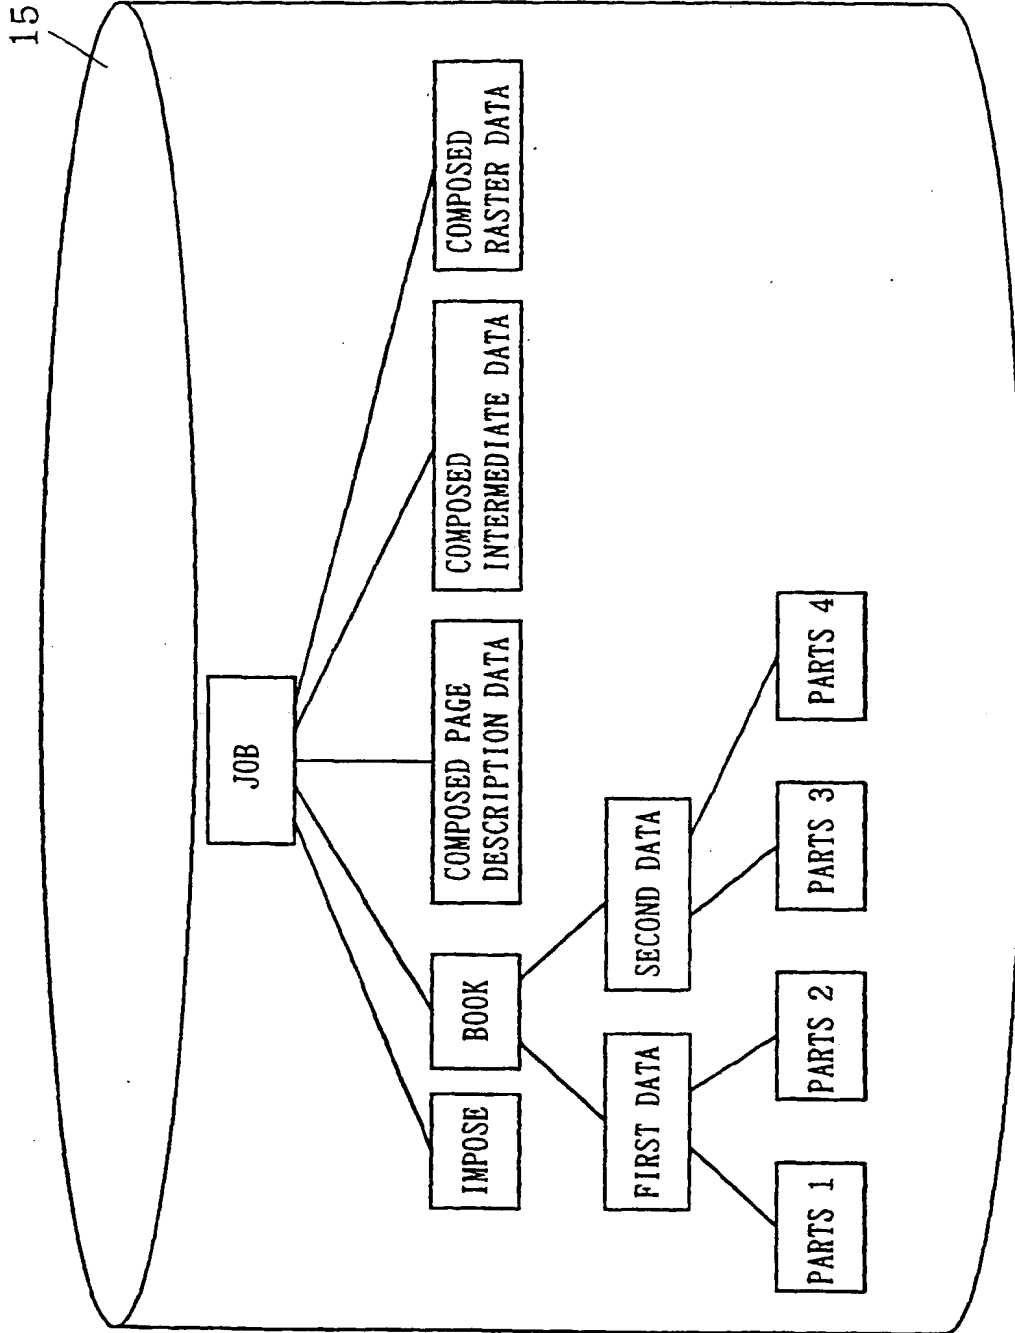 15
JOB
IMPOSE
BOOK
COMPOSED PAGE
DESCRIPTION DATA
COMPOSED
INTERMEDIATE DATA
COMPOSED
RASTER DATA
FIRST DATA
SECOND DATA
PARTS 1
PARTS 2
PARTS 3
PARTS 4